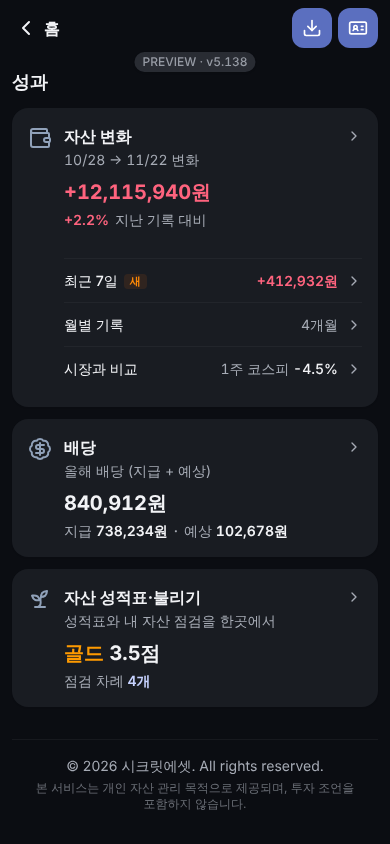 홈
PREVIEW · v5.138
성과
자산 변화
10/28 → 11/22 변화
+12,115,940원
+2.2% 지난 기록 대비
최근 7일 새 +412,932원
월별 기록 4개월
시장과 비교 1주 코스피 -4.5%
배당
올해 배당 (지급 + 예상)
840,912원
지급 738,234원 · 예상 102,678원
자산 성적표·불리기
성적표와 내 자산 점검을 한곳에서
골드 3.5점
점검 차례 4개
© 2026 시크릿에셋. All rights reserved.
본 서비스는 개인 자산 관리 목적으로 제공되며, 투자 조언을
포함하지 않습니다.